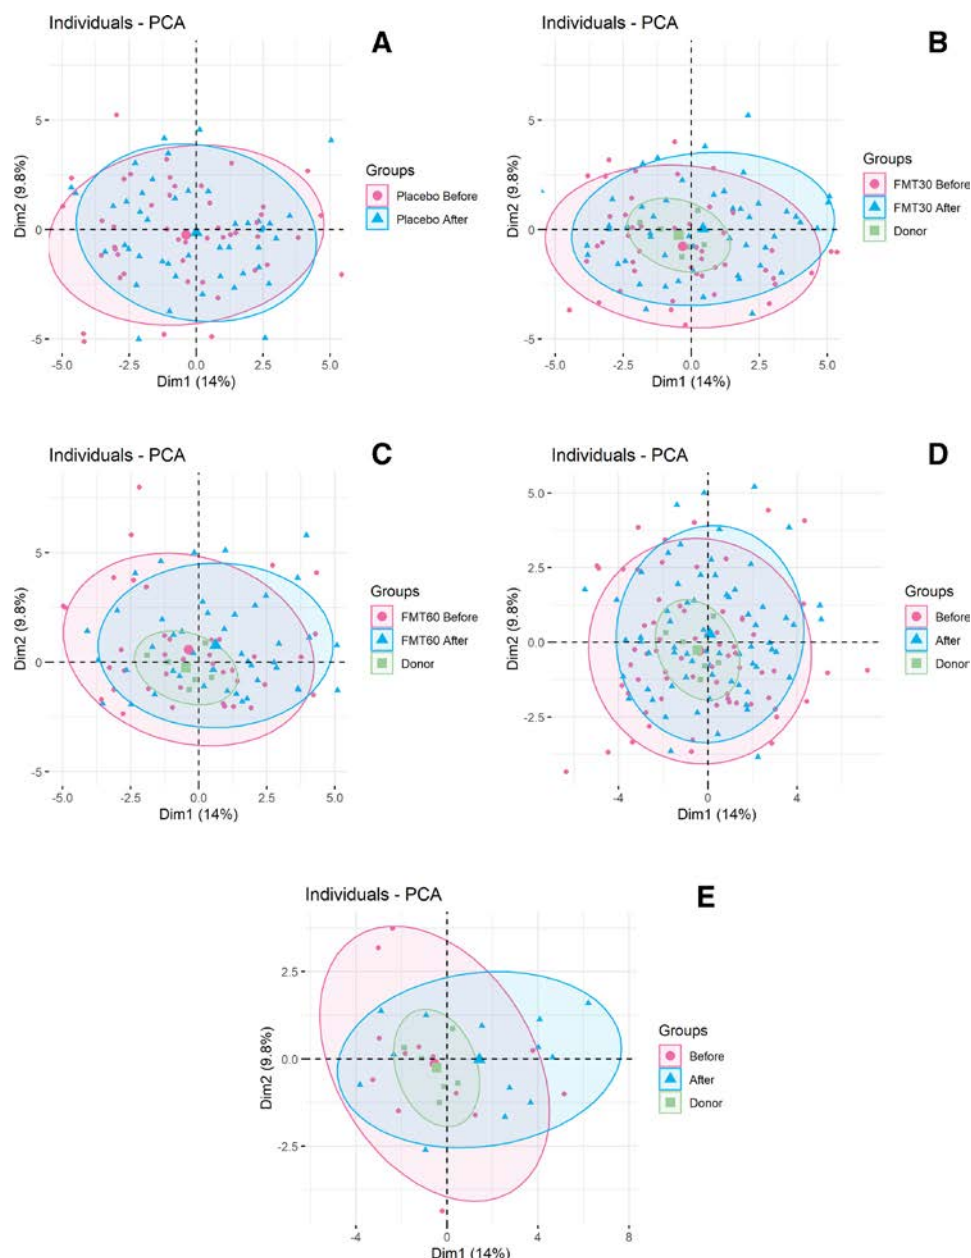 Individuals - PCA
A
5
0
-5
-5.0
-2.5
0.0
2.5
5.0
Dim1 (14%)
Dim2 (9.8%)
Groups
Placebo Before
Placebo After
Individuals - PCA
B
5
0
-5
-5.0
-2.5
0.0
2.5
5.0
Dim1 (14%)
Dim2 (9.8%)
Groups
FMT30 Before
FMT30 After
Donor
Individuals - PCA
C
5
0
-5
-5.0
-2.5
0.0
2.5
5.0
Dim1 (14%)
Dim2 (9.8%)
Groups
FMT60 Before
FMT60 After
Donor
Individuals - PCA
D
5.0
2.5
0.0
-2.5
-4
0
4
Dim1 (14%)
Dim2 (9.8%)
Groups
Before
After
Donor
Individuals - PCA
E
2.5
0.0
-2.5
-4
0
4
8
Dim1 (14%)
Dim2 (9.8%)
Groups
Before
After
Donor